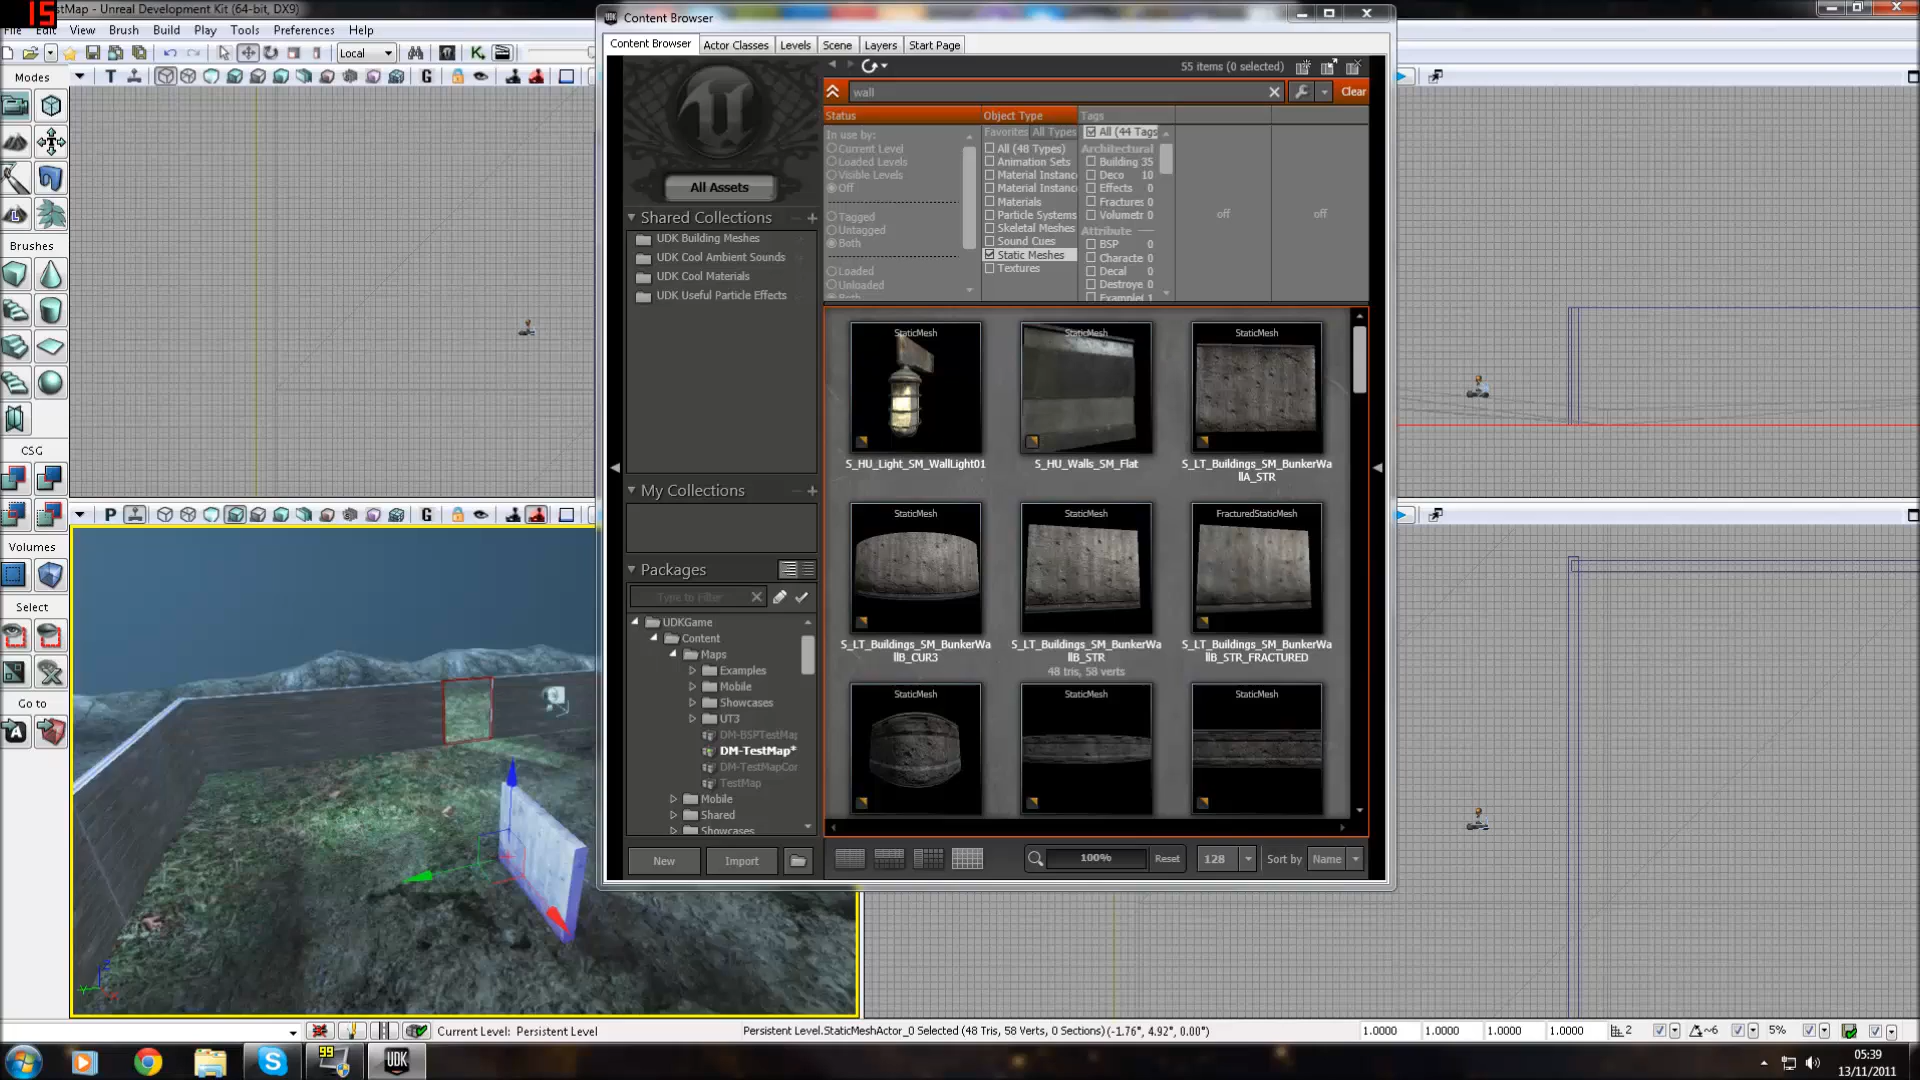 15
stMap - Unreal Development Kit (64-bit, DX9)
File Edit View Brush Build Play Tools Preferences Help
Local
Modes
Brushes
CSG
Volumes
Select
Go to
Content Browser
Content Browser Actor Classes Levels Scene Layers Start Page
55 items (0 selected)
wall
Clear
All Assets
Shared Collections
UDK Building Meshes
UDK Cool Ambient Sounds
UDK Cool Materials
UDK Useful Particle Effects
My Collections
Packages
Type to Filter
UDKGame
Content
Maps
Examples
Mobile
Showcases
UT3
DM-BSPTestMap
DM-TestMap*
DM-TestMapCor
TestMap
Mobile
Shared
Showcases
New Import
Status
In use by:
Current Level
Loaded Levels
Visible Levels
Off
Tagged
Untagged
Both
Loaded
Unloaded
Both
Object Type
Favorites All Types
All (48 Types)
Animation Sets
Material Instanc
Material Instanc
Materials
Particle Systems
Skeletal Meshes
Sound Cues
Static Meshes
Textures
Tags
All (44 Tags
Architectural
Building 35
Deco 10
Effects 0
Fractures 0
Volumetr 0
Attribute
BSP 0
Characte 0
Decal 0
Destroye 0
Example( 1
off
off
StaticMesh
S_HU_Light_SM_WallLight01
StaticMesh
S_HU_Walls_SM_Flat
StaticMesh
S_LT_Buildings_SM_BunkerWa
llA_STR
StaticMesh
S_LT_Buildings_SM_BunkerWa
llB_CUR3
StaticMesh
S_LT_Buildings_SM_BunkerWa
llB_STR
48 tris, 58 verts
FracturedStaticMesh
S_LT_Buildings_SM_BunkerWa
llB_STR_FRACTURED
StaticMesh
StaticMesh
StaticMesh
100% Reset 128 Sort by Name
Current Level: Persistent Level
Persistent Level.StaticMeshActor_0 Selected (48 Tris, 58 Verts, 0 Sections)(-1.76°, 4.92°, 0.00°)
1.0000 1.0000 1.0000 1.0000 2 ~6 5%
99
UDK
05:39
13/11/2011